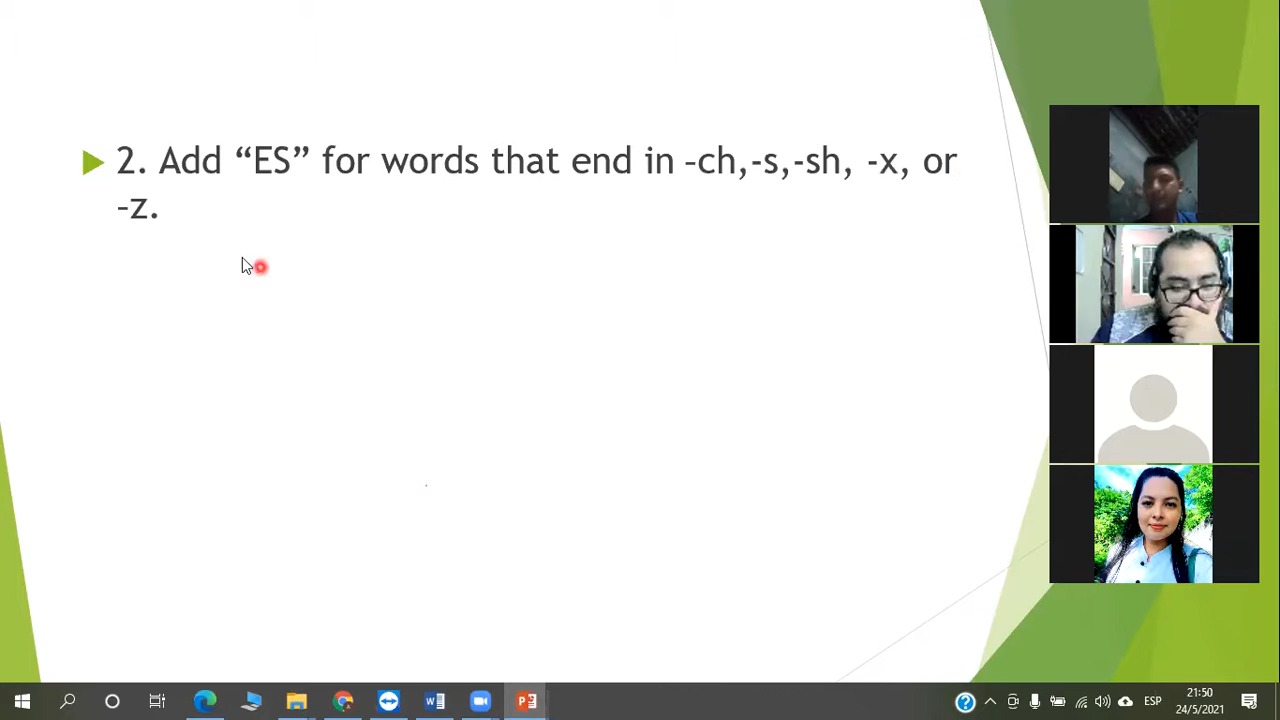 2. Add “ES” for words that end in –ch,-s,-sh, -x, or
–z.
ESP
21:50
24/5/2021